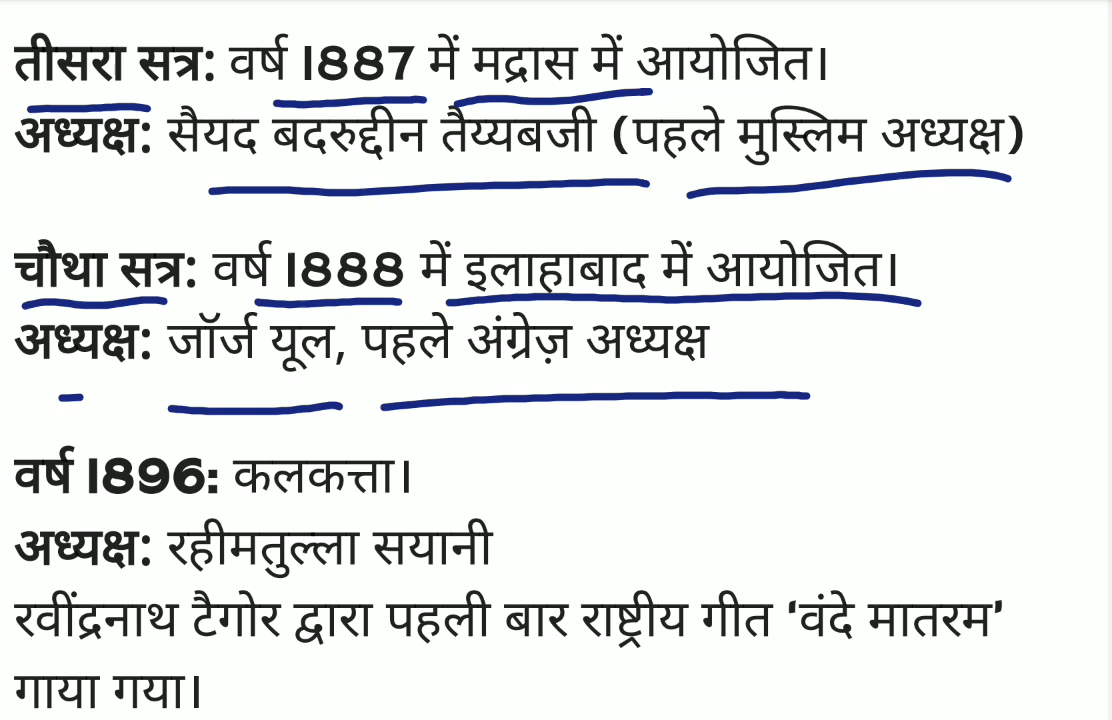 तीसरा सत्र: वर्ष 1887 में मद्रास में आयोजित।
अध्यक्ष: सैयद बदरुद्दीन तैय्यबजी (पहले मुस्लिम अध्यक्ष)
चौथा सत्र: वर्ष 1888 में इलाहाबाद में आयोजित।
अध्यक्ष: जॉर्ज यूल, पहले अंग्रेज़ अध्यक्ष
वर्ष 1896: कलकत्ता।
अध्यक्ष: रहीमतुल्ला सयानी
रवींद्रनाथ टैगोर द्वारा पहली बार राष्ट्रीय गीत ‘वंदे मातरम’
गाया गया।